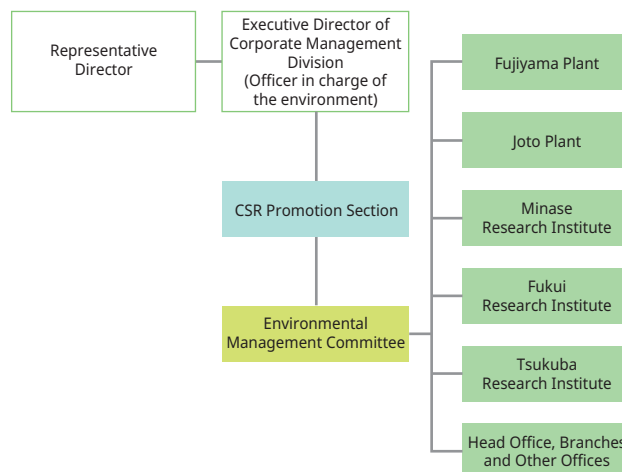 Representative
Director
Executive Director of
Corporate Management
Division
(Officer in charge of
the environment)
CSR Promotion Section
Environmental
Management Committee
Fujiyama Plant
Joto Plant
Minase
Research Institute
Fukui
Research Institute
Tsukuba
Research Institute
Head Office, Branches
and Other Offices